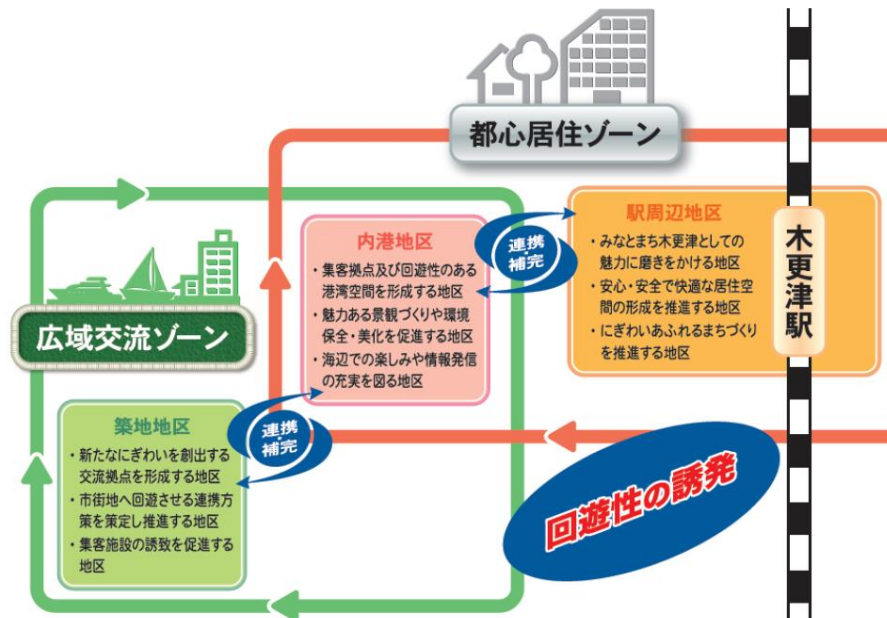 都心居住ゾーン
広域交流ゾーン
内港地区
・集客拠点及び回遊性のある
港湾空間を形成する地区
・魅力ある景観づくりや環境
保全・美化を促進する地区
・海辺での楽しみや情報発信
の充実を図る地区
連携・補完
駅周辺地区
・みなとまち木更津としての
魅力に磨きをかける地区
・安心・安全で快適な居住空
間の形成を推進する地区
・にぎわいあふれるまちづくり
を推進する地区
木更津駅
築地地区
・新たなにぎわいを創出する
交流拠点を形成する地区
・市街地へ回遊させる連携方
策を策定し推進する地区
・集客施設の誘致を促進する
地区
連携・補完
回遊性の誘発